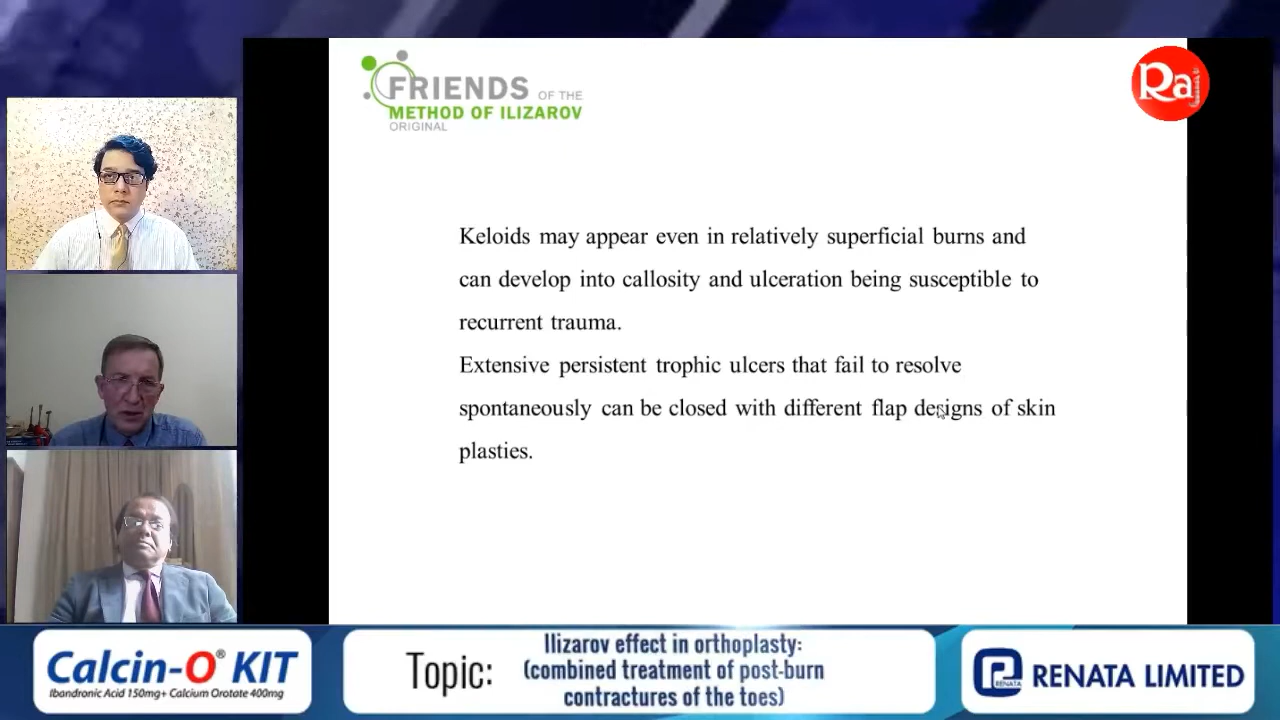 FRIENDS OF THE
METHOD OF ILIZAROV
ORIGINAL
Ra
Keloids may appear even in relatively superficial burns and
can develop into callosity and ulceration being susceptible to
recurrent trauma.
Extensive persistent trophic ulcers that fail to resolve
spontaneously can be closed with different flap designs of skin
plasties.
Calcin-O® KIT
Ibandronic Acid 150mg+ Calcium Orotate 400mg
Topic:
Ilizarov effect in orthoplasty:
(combined treatment of post-burn
contractures of the toes)
RENATA
RENATA LIMITED